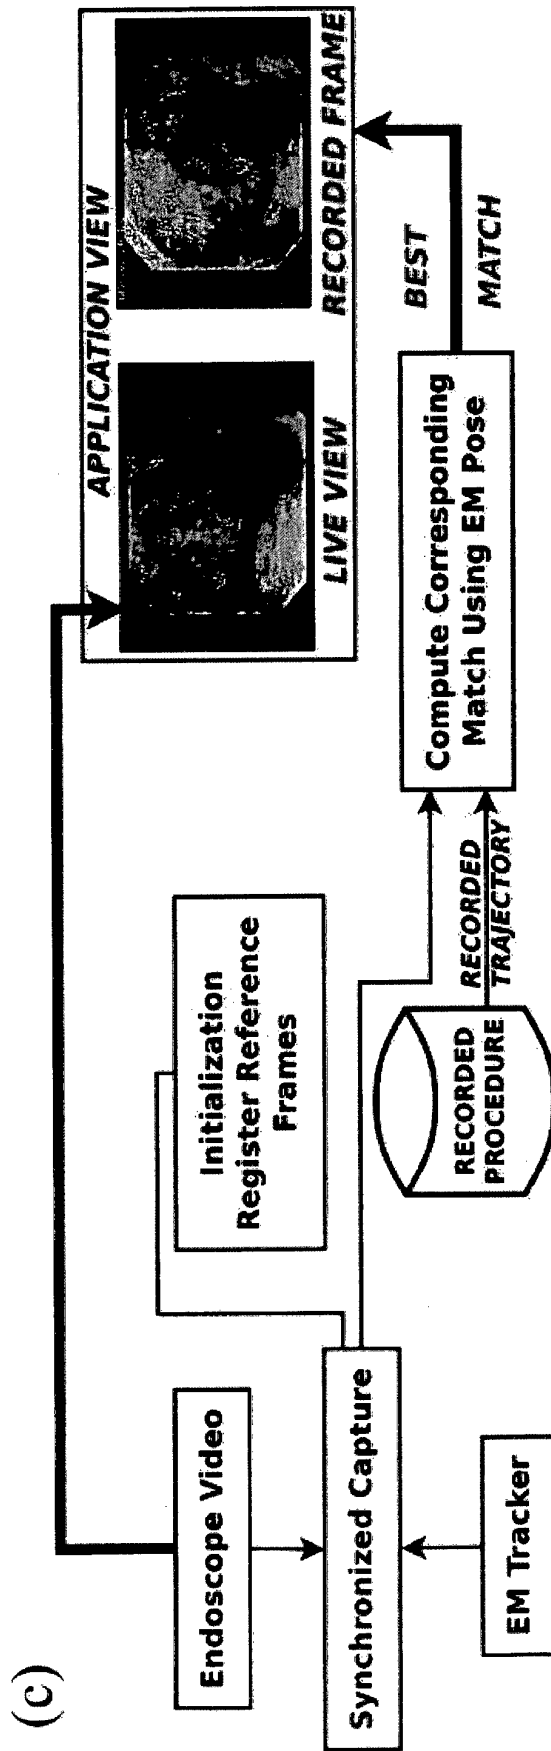 (c)
Endoscope Video
Synchronized Capture
EM Tracker
Initialization
Register Reference
Frames
RECORDED
PROCEDURE
RECORDED
TRAJECTORY
Compute Corresponding
Match Using EM Pose
BEST
MATCH
APPLICATION VIEW
LIVE VIEW
RECORDED FRAME